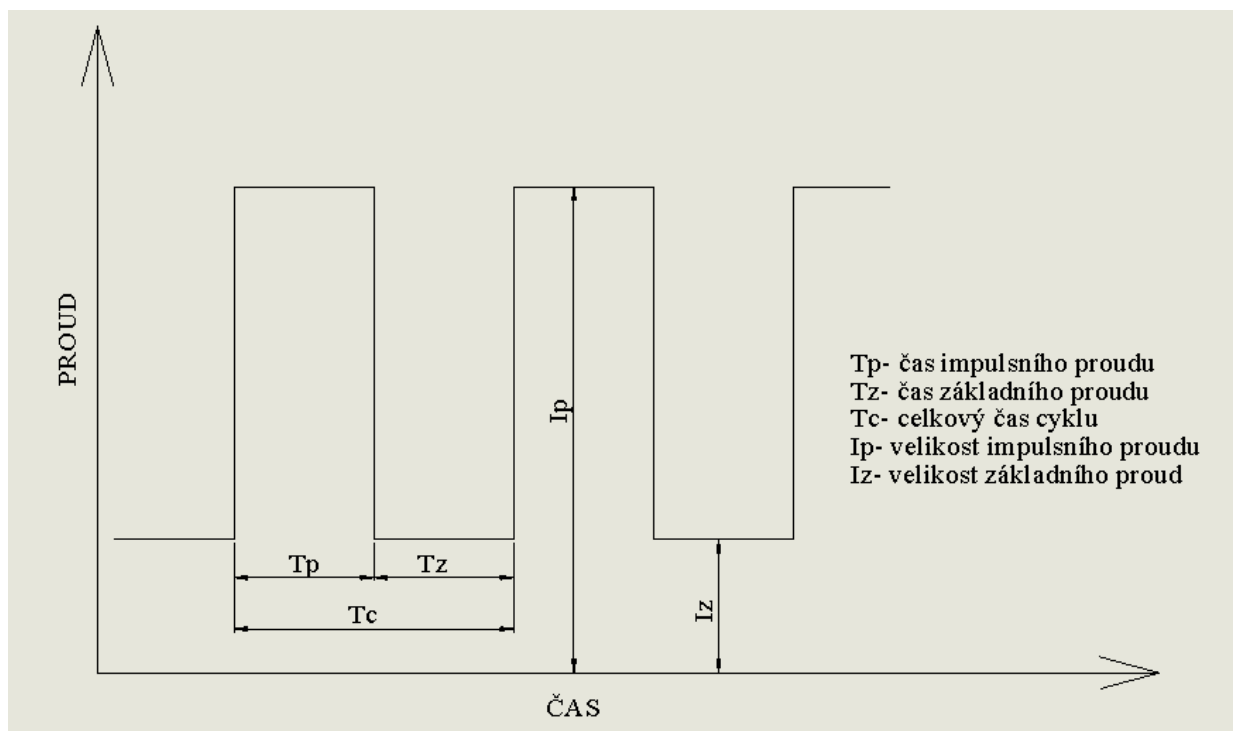 PROUD
Ip
Tp- čas impulsního proudu
Tz- čas základního proudu
Tc- celkový čas cyklu
Ip- velikost impulsního proudu
Iz- velikost základního proud
Tp
Tz
Tc
Iz
ČAS